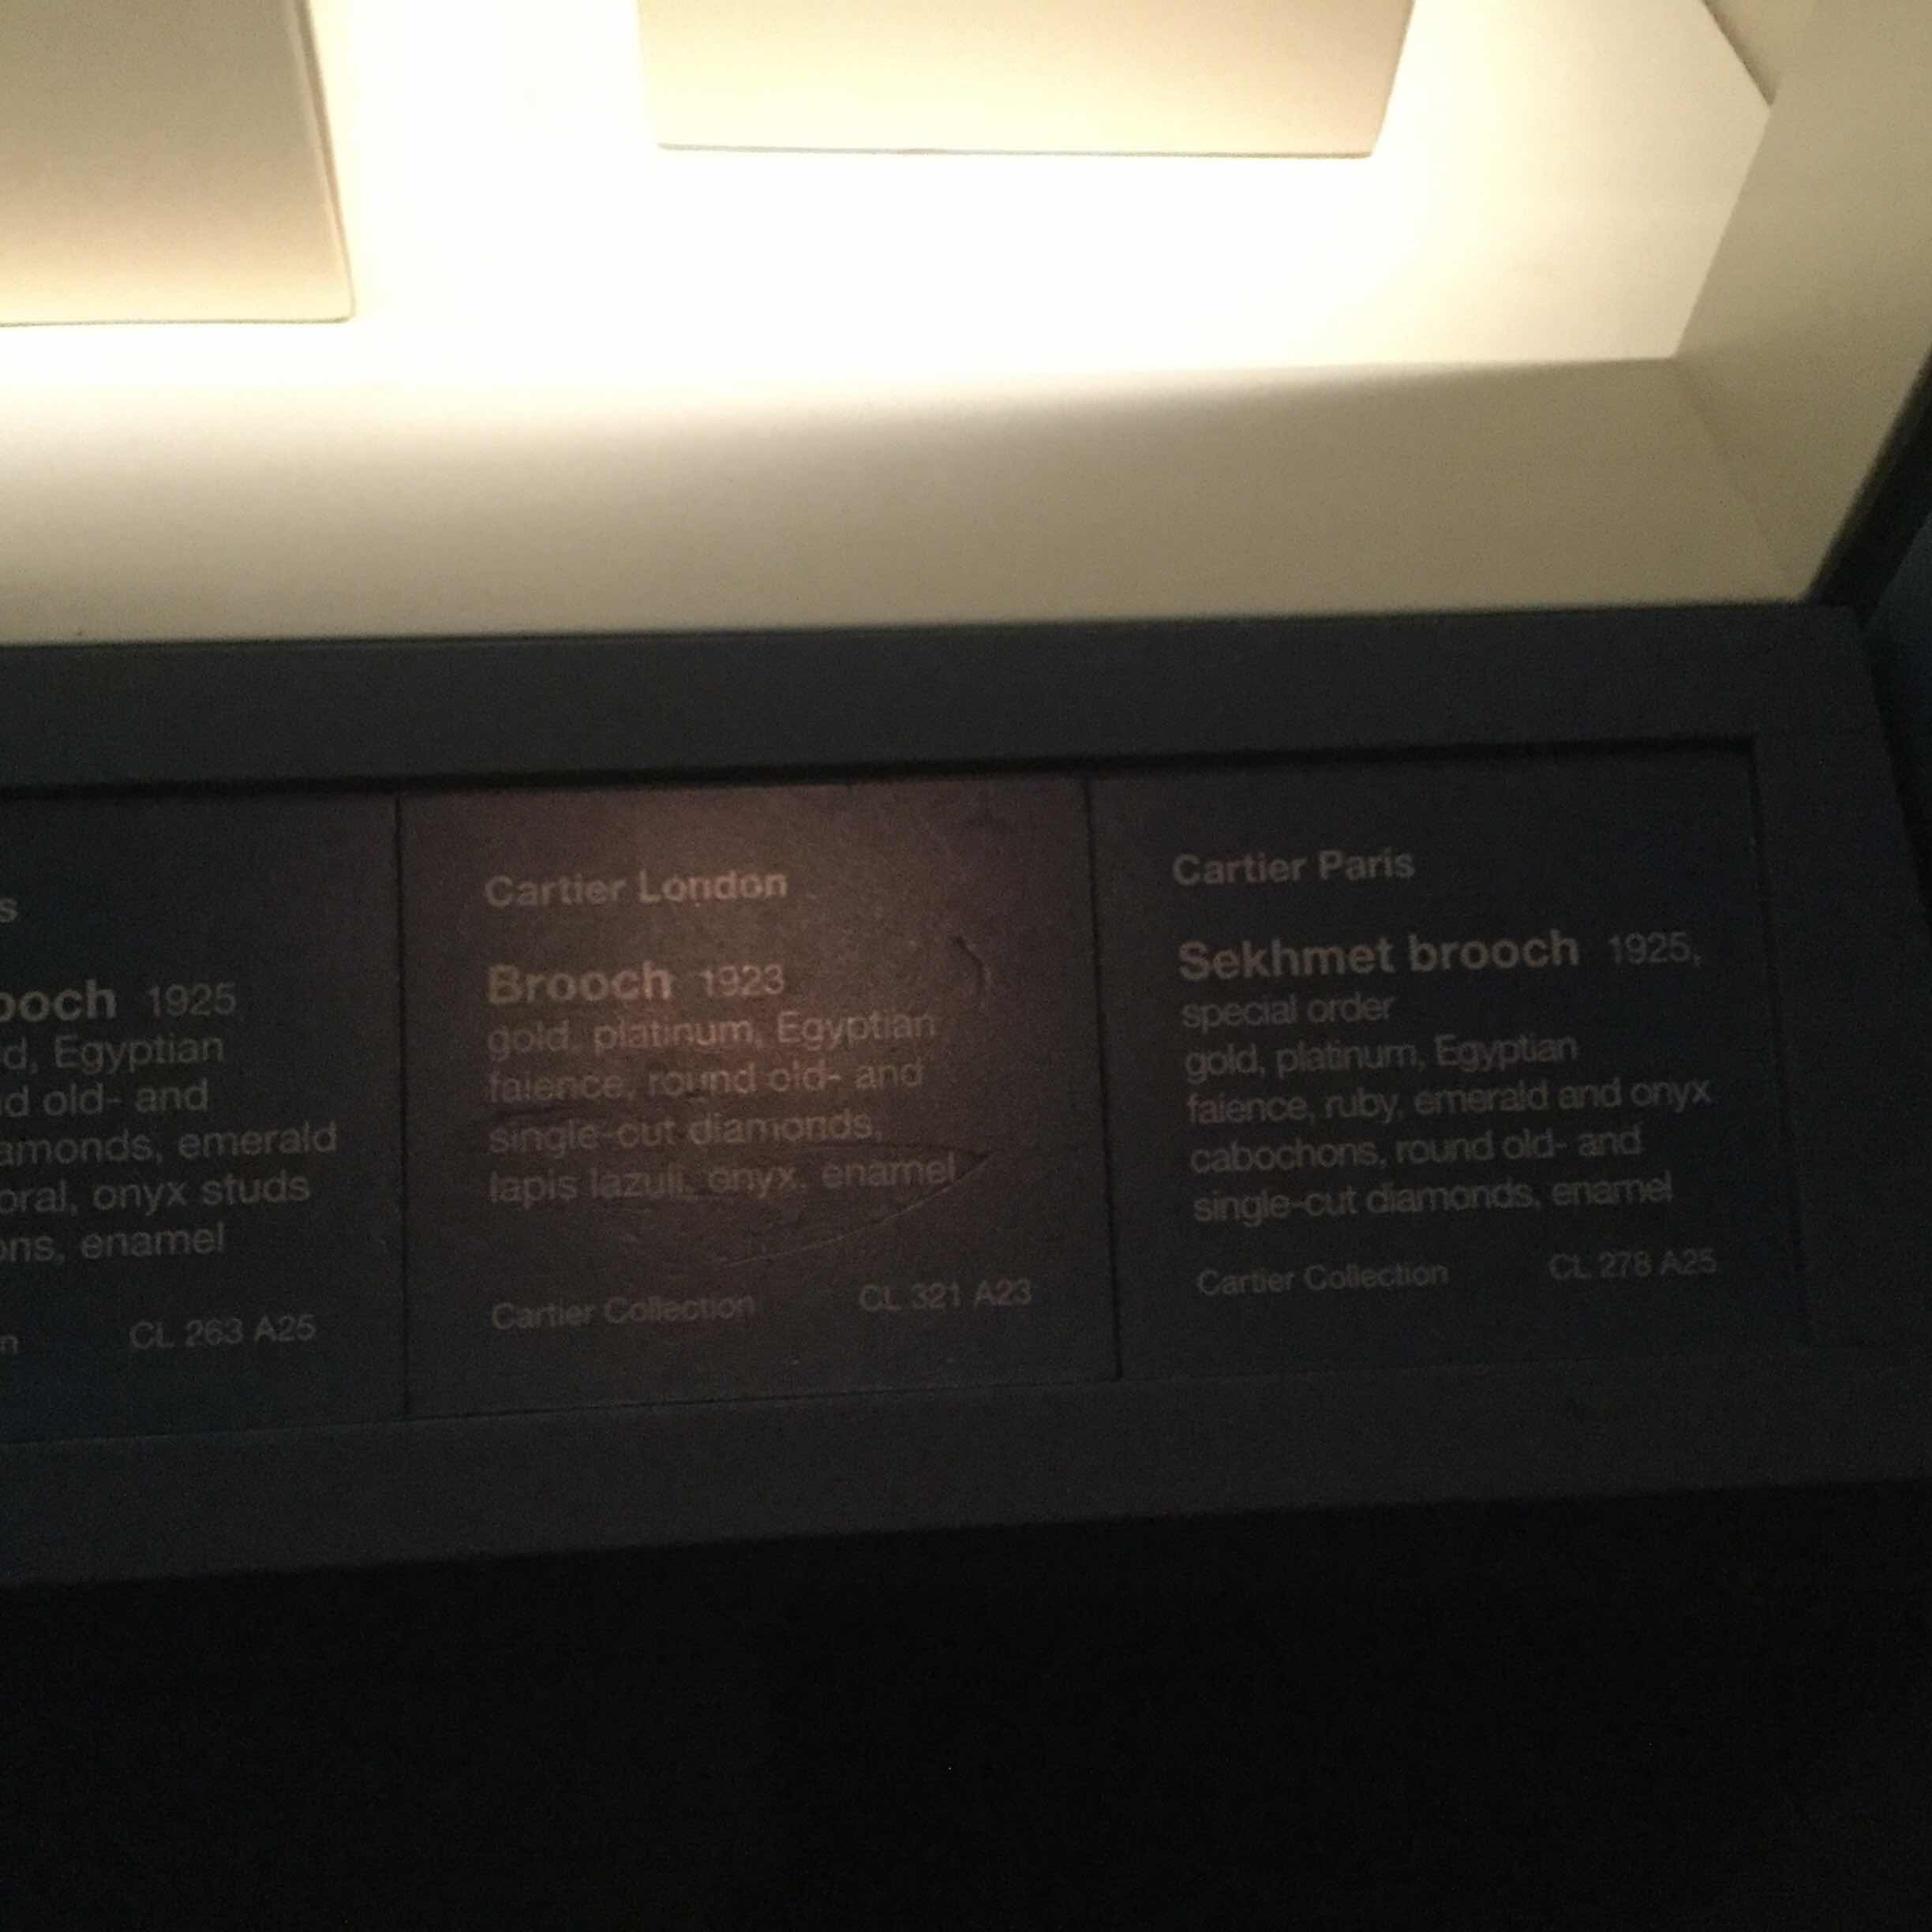 s
ooch 1925
d, Egyptian
d old- and
amonds, emerald
oral, onyx studs
ons, enamel
n CL 263 A25
Cartier London
Brooch 1923
gold, platinum, Egyptian
faience, round old- and
single-cut diamonds,
lapis lazuli, onyx, enamel
Cartier Collection CL 321 A23
Cartier Paris
Sekhmet brooch 1925,
special order
gold, platinum, Egyptian
faience, ruby, emerald and onyx
cabochons, round old- and
single-cut diamonds, enamel
Cartier Collection CL 278 A25